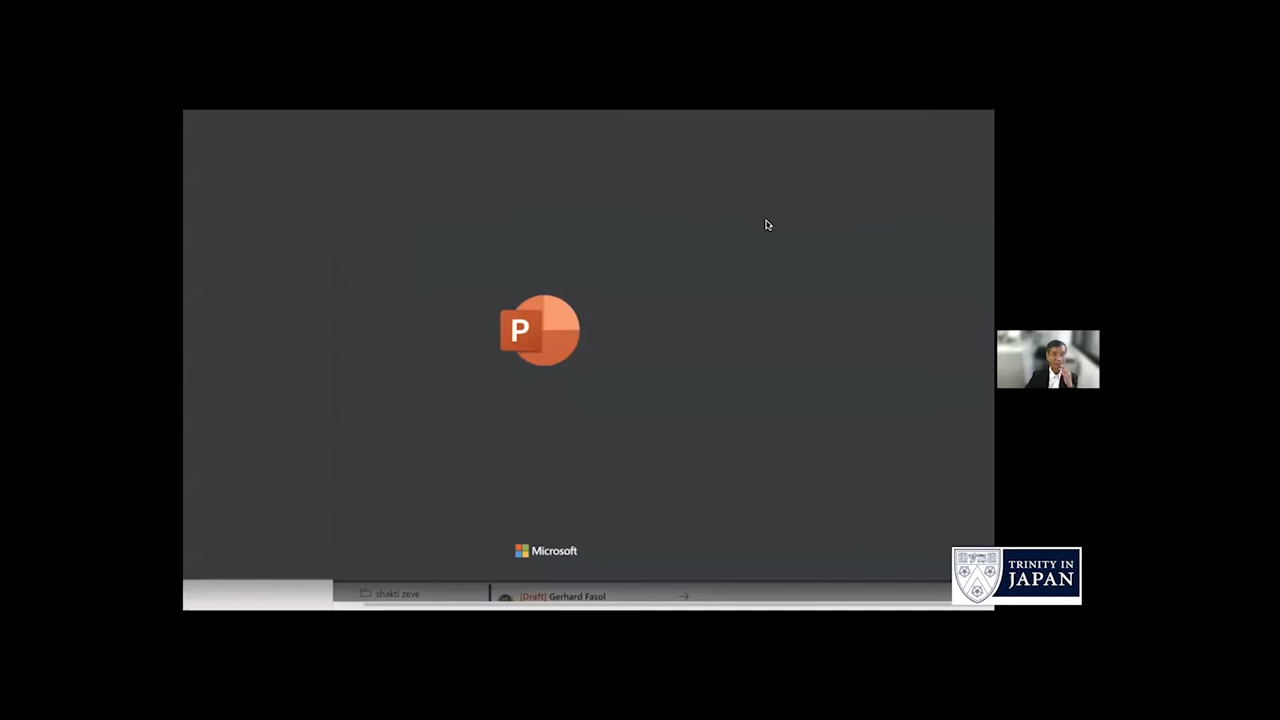 P
Microsoft
shakti zeve
[Draft] Gerhard Fasol
TRINITY IN
JAPAN